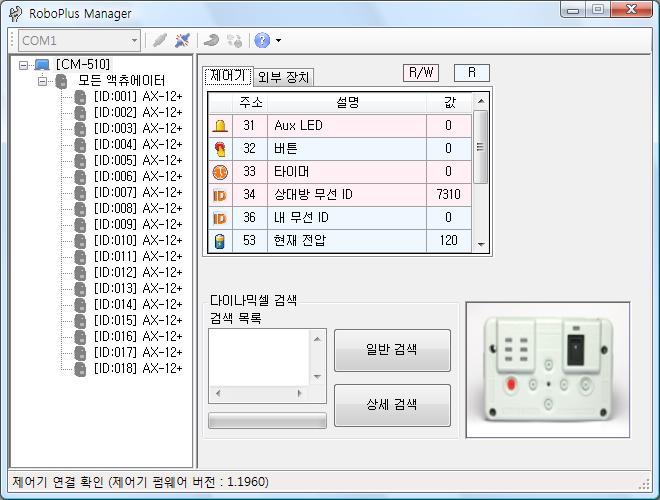 RoboPlus Manager
COM1
[CM-510]
모든 액츄에이터
[ID:001] AX-12+
[ID:002] AX-12+
[ID:003] AX-12+
[ID:004] AX-12+
[ID:005] AX-12+
[ID:006] AX-12+
[ID:007] AX-12+
[ID:008] AX-12+
[ID:009] AX-12+
[ID:010] AX-12+
[ID:011] AX-12+
[ID:012] AX-12+
[ID:013] AX-12+
[ID:014] AX-12+
[ID:015] AX-12+
[ID:016] AX-12+
[ID:017] AX-12+
[ID:018] AX-12+
제어기 외부 장치 R/W R
주소 설명 값
31 Aux LED 0
32 버튼 0
33 타이머 0
ID 34 상대방 무선 ID 7310
ID 36 내 무선 ID 0
53 현재 전압 120
다이나믹셀 검색
검색 목록
일반 검색
상세 검색
제어기 연결 확인 (제어기 펌웨어 버전 : 1.1960)